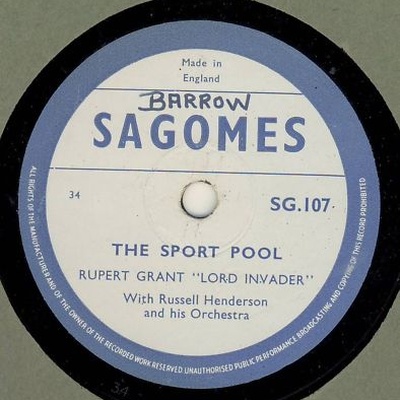 Made in
England
BARROW
SAGOMES
34
SG.107
THE SPORT POOL
RUPERT GRANT "LORD INVADER"
With Russell Henderson
and his Orchestra
ALL RIGHTS OF THE MANUFACTURER AND OF THE OWNER OF THE RECORDED WORK RESERVED UNAUTHORISED PUBLIC PERFORMANCE BROADCASTING AND COPYING OF THIS RECORD PROHIBITED
34